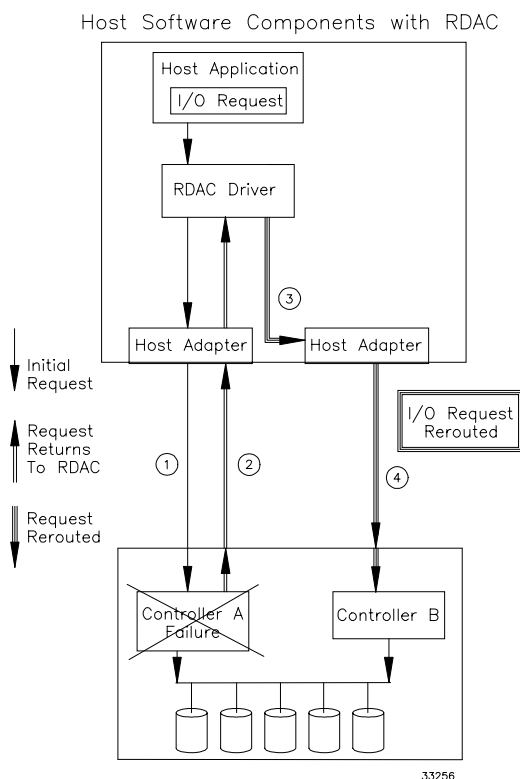 Host Software Components with RDAC
Host Application
I/O Request
RDAC Driver
3
Host Adapter
Host Adapter
Initial
Request
Request
Returns
To RDAC
Request
Rerouted
1
2
I/O Request
Rerouted
4
Controller A
Failure
Controller B
33256